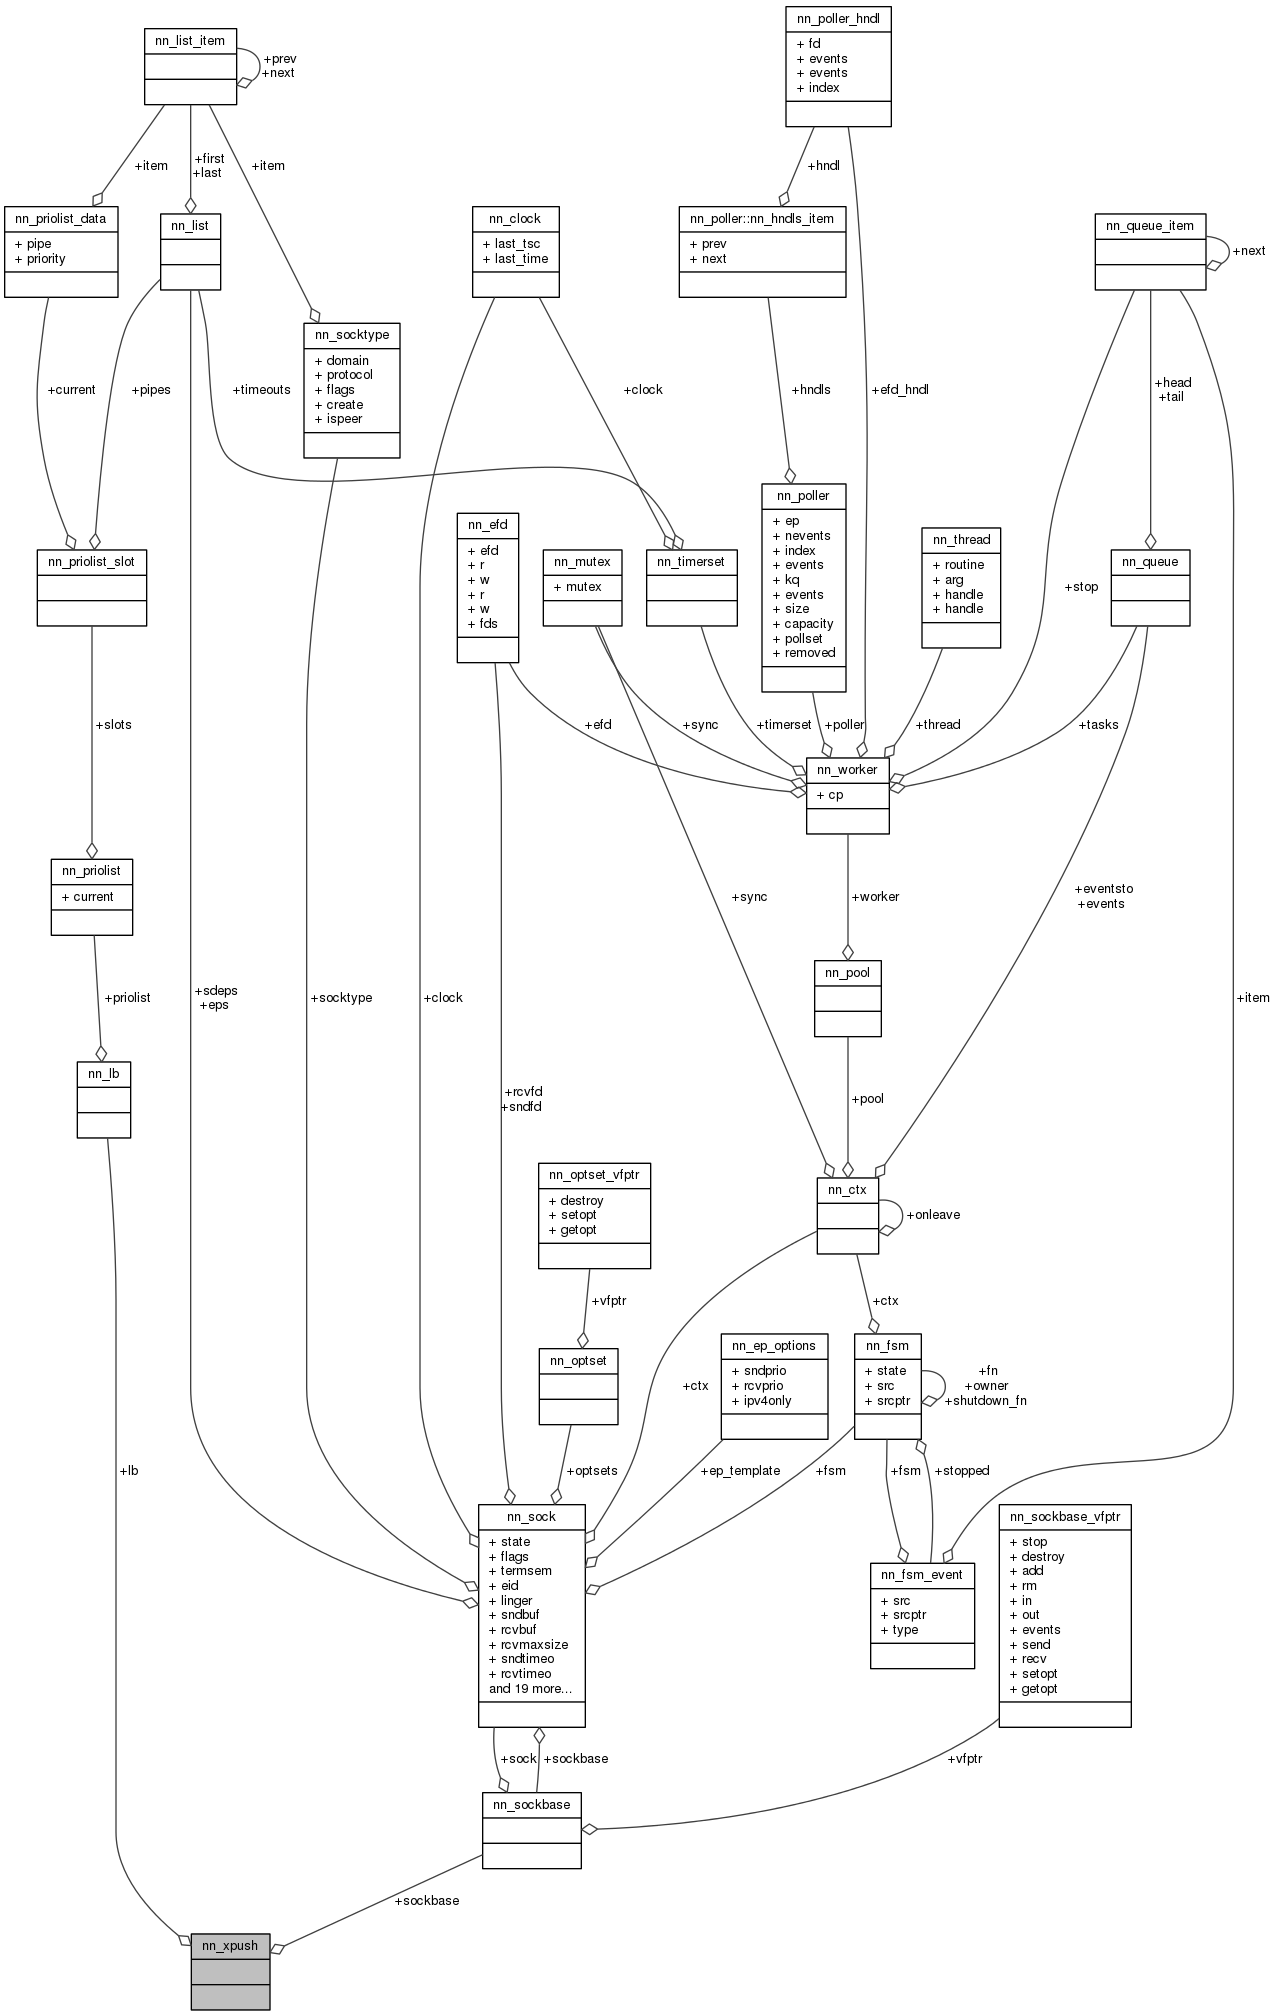 nn_poller_hndl
+ fd
+ events
+ events
+ index
nn_list_item
+prev
+next
+item
+first
+last
+item
+hndl
nn_priolist_data
+ pipe
+ priority
nn_list
nn_clock
+ last_tsc
+ last_time
nn_poller::nn_hndls_item
+ prev
+ next
nn_queue_item
+next
nn_socktype
+ domain
+ protocol
+ flags
+ create
+ ispeer
+current
+pipes
+timeouts
+clock
+hndls
+efd_hndl
+head
+tail
nn_poller
+ ep
+ nevents
+ index
+ events
+ kq
+ events
+ size
+ capacity
+ pollset
+ removed
nn_efd
+ efd
+ r
+ w
+ r
+ w
+ fds
nn_mutex
+ mutex
nn_timerset
nn_thread
+ routine
+ arg
+ handle
+ handle
nn_priolist_slot
nn_queue
+stop
+slots
+efd
+sync
+timerset
+poller
+thread
+tasks
nn_worker
+ cp
nn_priolist
+ current
+sync
+worker
+eventsto
+events
nn_pool
+priolist
+sdeps
+eps
+socktype
+clock
+item
nn_lb
+rcvfd
+sndfd
+pool
nn_optset_vfptr
+ destroy
+ setopt
+ getopt
nn_ctx
+onleave
+vfptr
+ctx
nn_optset
nn_ep_options
+ sndprio
+ rcvprio
+ ipv4only
nn_fsm
+ state
+ src
+ srcptr
+fn
+owner
+shutdown_fn
+ctx
+lb
+optsets
+ep_template
+fsm
+fsm
+stopped
nn_sock
+ state
+ flags
+ termsem
+ eid
+ linger
+ sndbuf
+ rcvbuf
+ rcvmaxsize
+ sndtimeo
+ rcvtimeo
and 19 more...
nn_fsm_event
+ src
+ srcptr
+ type
nn_sockbase_vfptr
+ stop
+ destroy
+ add
+ rm
+ in
+ out
+ events
+ send
+ recv
+ setopt
+ getopt
+sock
+sockbase
+vfptr
nn_sockbase
+sockbase
nn_xpush